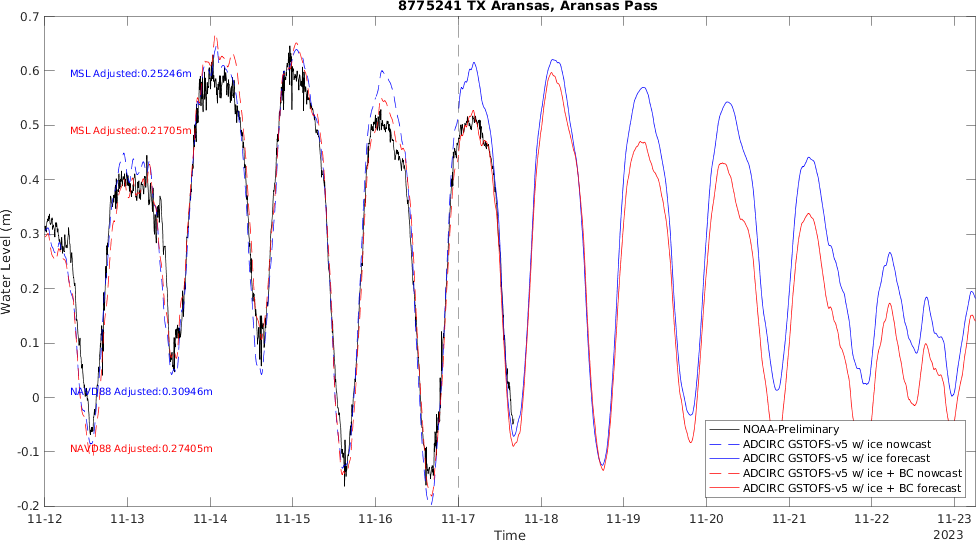 8775241 TX Aransas, Aransas Pass
0.7
0.6
0.5
0.4
0.3
0.2
0.1
0
-0.1
-0.2
Water Level (m)
MSL Adjusted:0.25246m
MSL Adjusted:0.21705m
NAVD88 Adjusted:0.30946m
NAVD88 Adjusted:0.27405m
NOAA-Preliminary
ADCIRC GSTOFS-v5 w/ ice nowcast
ADCIRC GSTOFS-v5 w/ ice forecast
ADCIRC GSTOFS-v5 w/ ice + BC nowcast
ADCIRC GSTOFS-v5 w/ ice + BC forecast
11-12 11-13 11-14 11-15 11-16 11-17 11-18 11-19 11-20 11-21 11-22 11-23
2023
Time